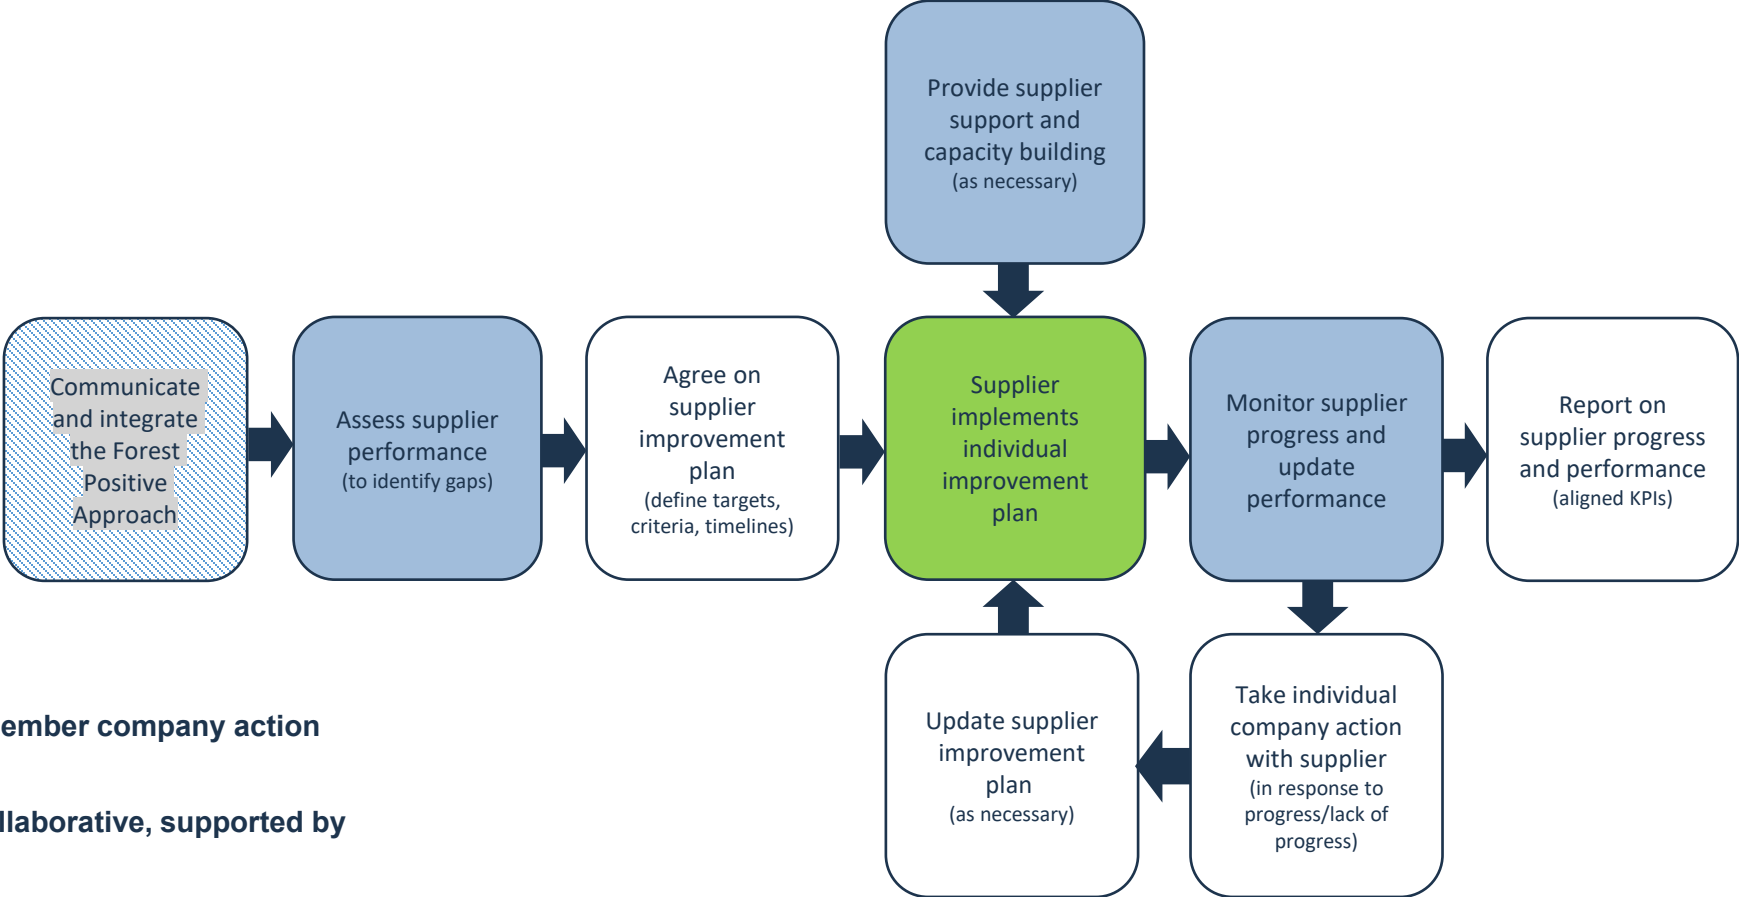 Provide supplier
support and
capacity building
(as necessary)
Communicate
and integrate
the Forest
Positive
Approach
Assess supplier
performance
(to identify gaps)
Agree on
supplier
improvement
plan
(define targets,
criteria, timelines)
Supplier
implements
individual
improvement
plan
Monitor supplier
progress and
update
performance
Report on
supplier progress
and performance
(aligned KPIs)
Update supplier
improvement
plan
(as necessary)
Take individual
company action
with supplier
(in response to
progress/lack of
progress)
ember company action
llaborative, supported by